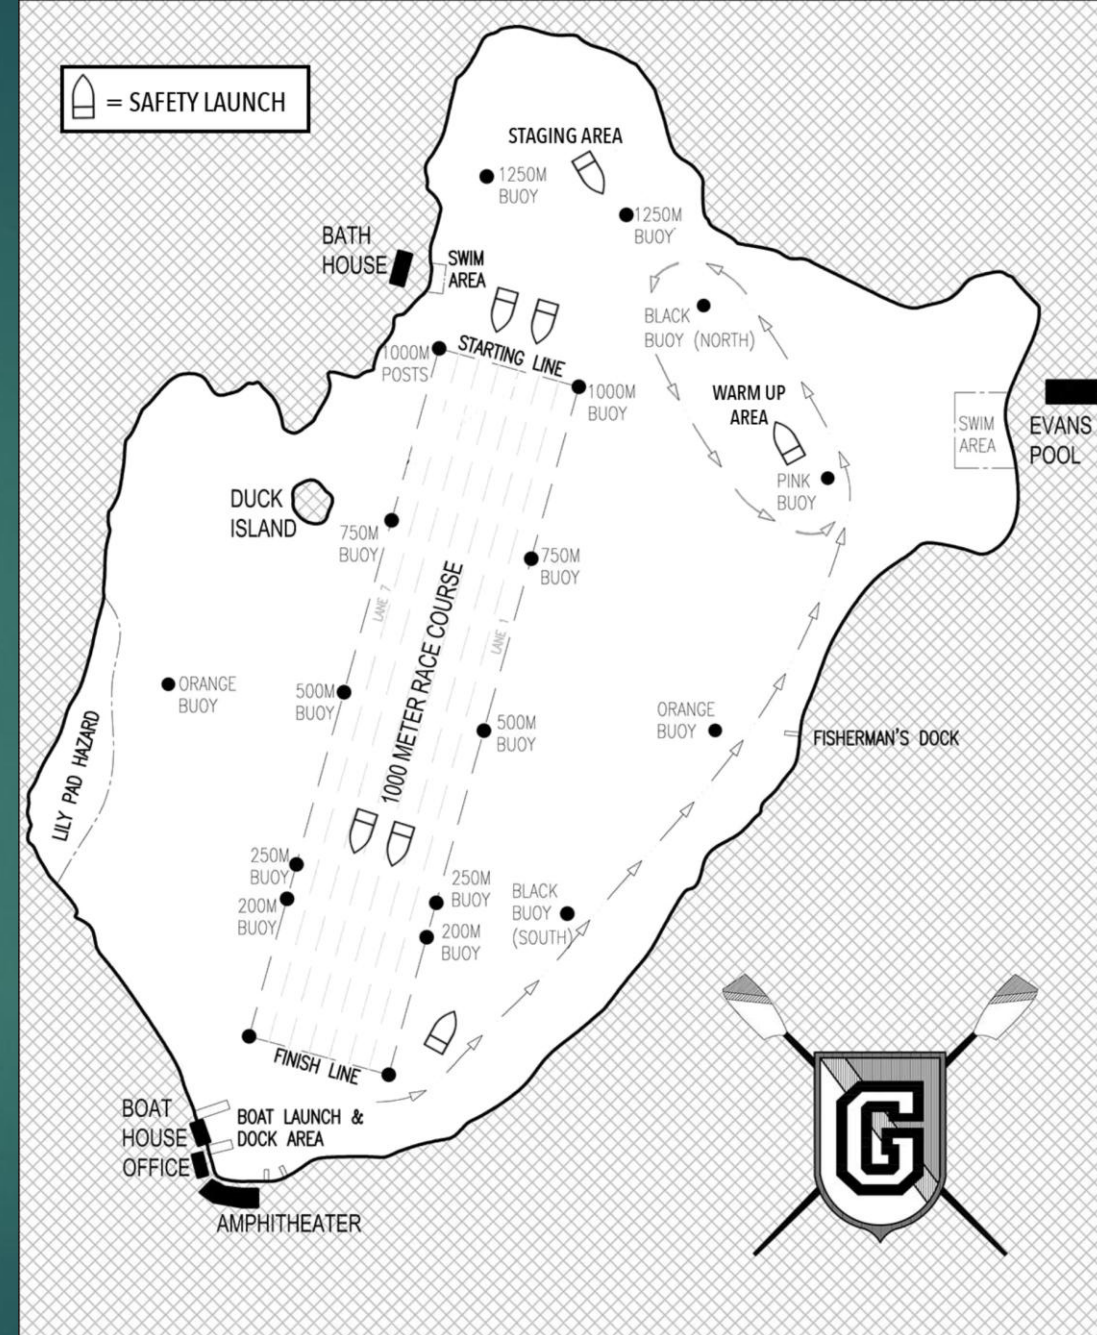 = SAFETY LAUNCH
STAGING AREA
1250M
BUOY
1250M
BUOY
BATH
HOUSE
SWIM
AREA
BLACK
BUOY (NORTH)
1000M
POSTS
STARTING LINE
1000M
BUOY
WARM UP
AREA
SWIM
AREA
EVANS
POOL
PINK
BUOY
DUCK
ISLAND
750M
BUOY
750M
BUOY
LANE 7
LANE 1
1000 METER RACE COURSE
ORANGE
BUOY
500M
BUOY
500M
BUOY
ORANGE
BUOY
FISHERMAN'S DOCK
LILY PAD HAZARD
250M
BUOY
200M
BUOY
250M
BUOY
200M
BUOY
BLACK
BUOY
(SOUTH)
FINISH LINE
BOAT
HOUSE
OFFICE
BOAT LAUNCH &
DOCK AREA
AMPHITHEATER
G